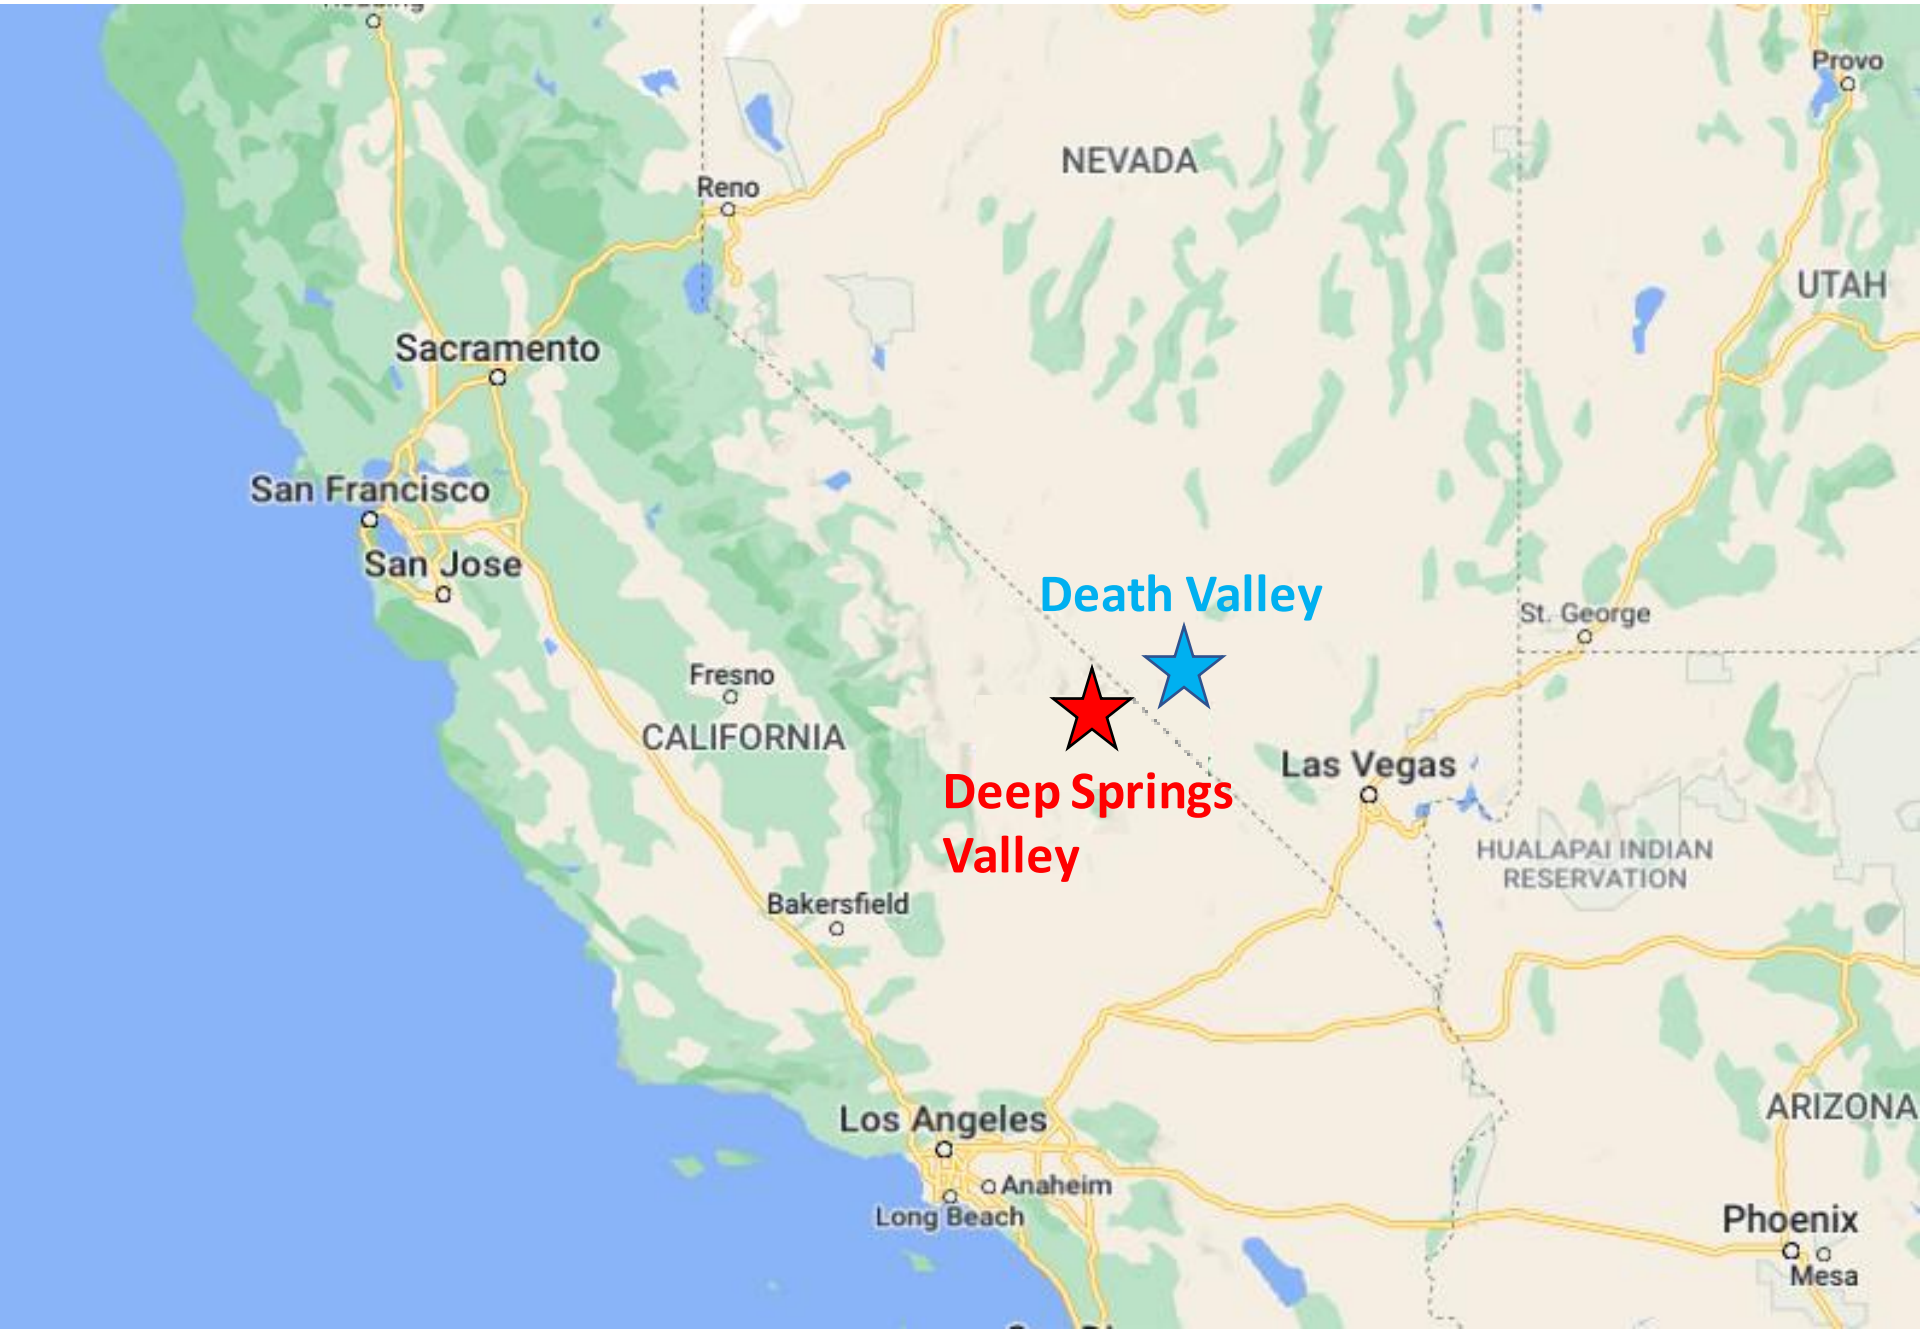 Provo
NEVADA
Reno
UTAH
Sacramento
San Francisco
San Jose
Death Valley
St. George
Fresno
CALIFORNIA
Las Vegas
Deep Springs
Valley
HUALAPAI INDIAN
RESERVATION
Bakersfield
ARIZONA
Los Angeles
Anaheim
Long Beach
Phoenix
Mesa